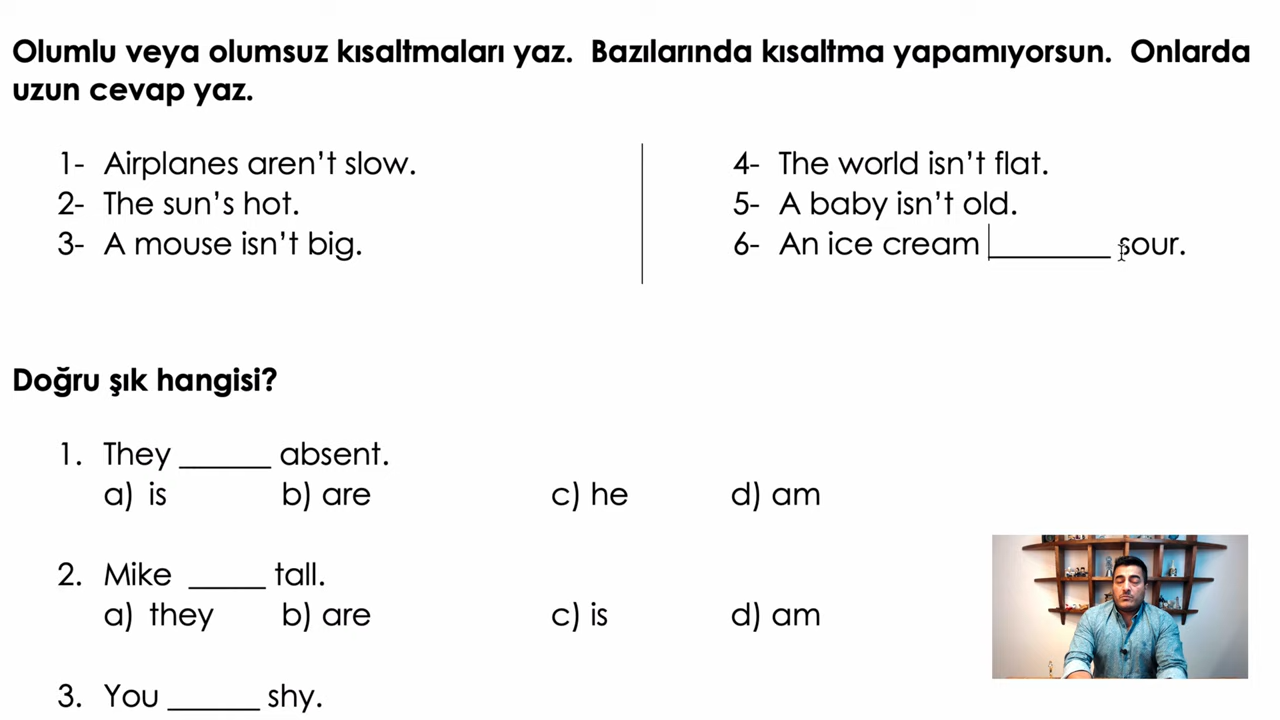 Olumlu veya olumsuz kısaltmaları yaz. Bazılarında kısaltma yapamıyorsun. Onlarda
uzun cevap yaz.
1- Airplanes aren't slow.
2- The sun's hot.
3- A mouse isn't big.
4- The world isn't flat.
5- A baby isn't old.
6- An ice cream ________ sour.
Doğru şık hangisi?
1. They ______ absent.
a) is b) are c) he d) am
2. Mike _____ tall.
a) they b) are c) is d) am
3. You ______ shy.